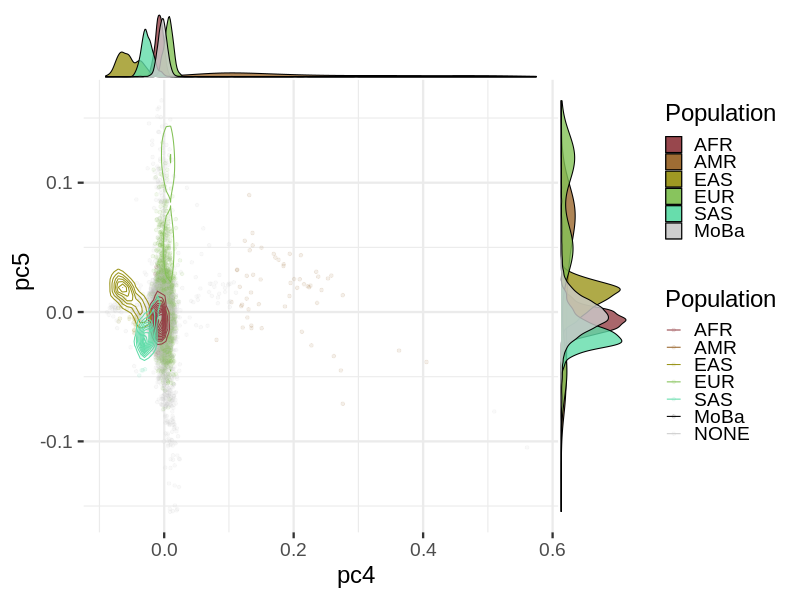 Population
AFR
AMR
EAS
EUR
SAS
MoBa
Population
AFR
AMR
EAS
EUR
SAS
MoBa
NONE
pc5
0.1
0.0
-0.1
0.0
0.2
0.4
0.6
pc4